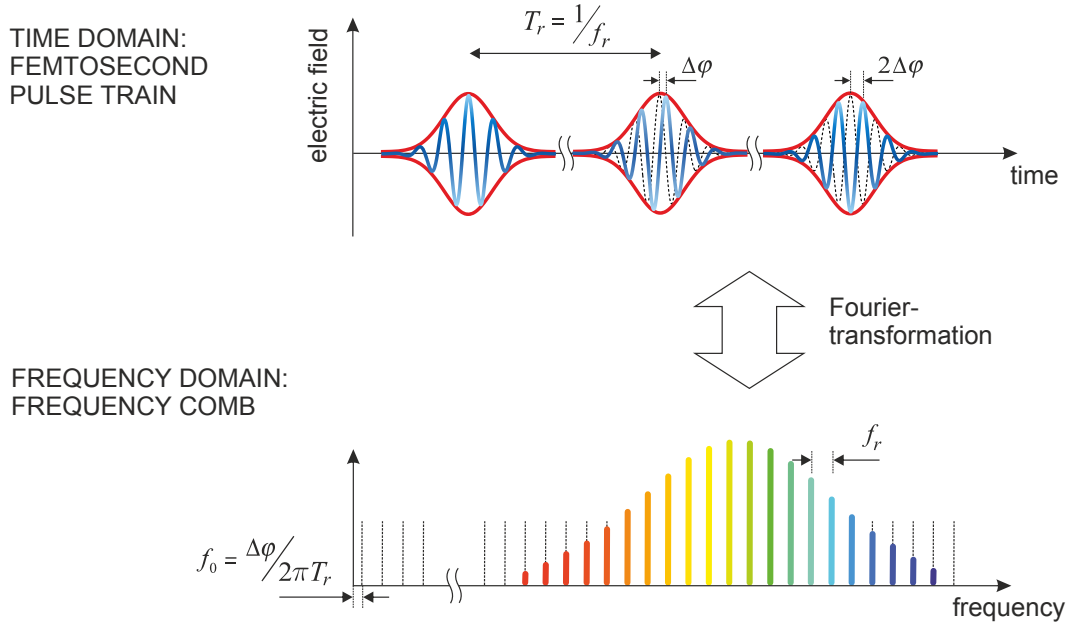 TIME DOMAIN:
FEMTOSECOND
PULSE TRAIN
electric field
T_r = 1/f_r
Δφ
2Δφ
time
Fourier-
transformation
FREQUENCY DOMAIN:
FREQUENCY COMB
f_r
f_0 = Δφ/2πT_r
frequency